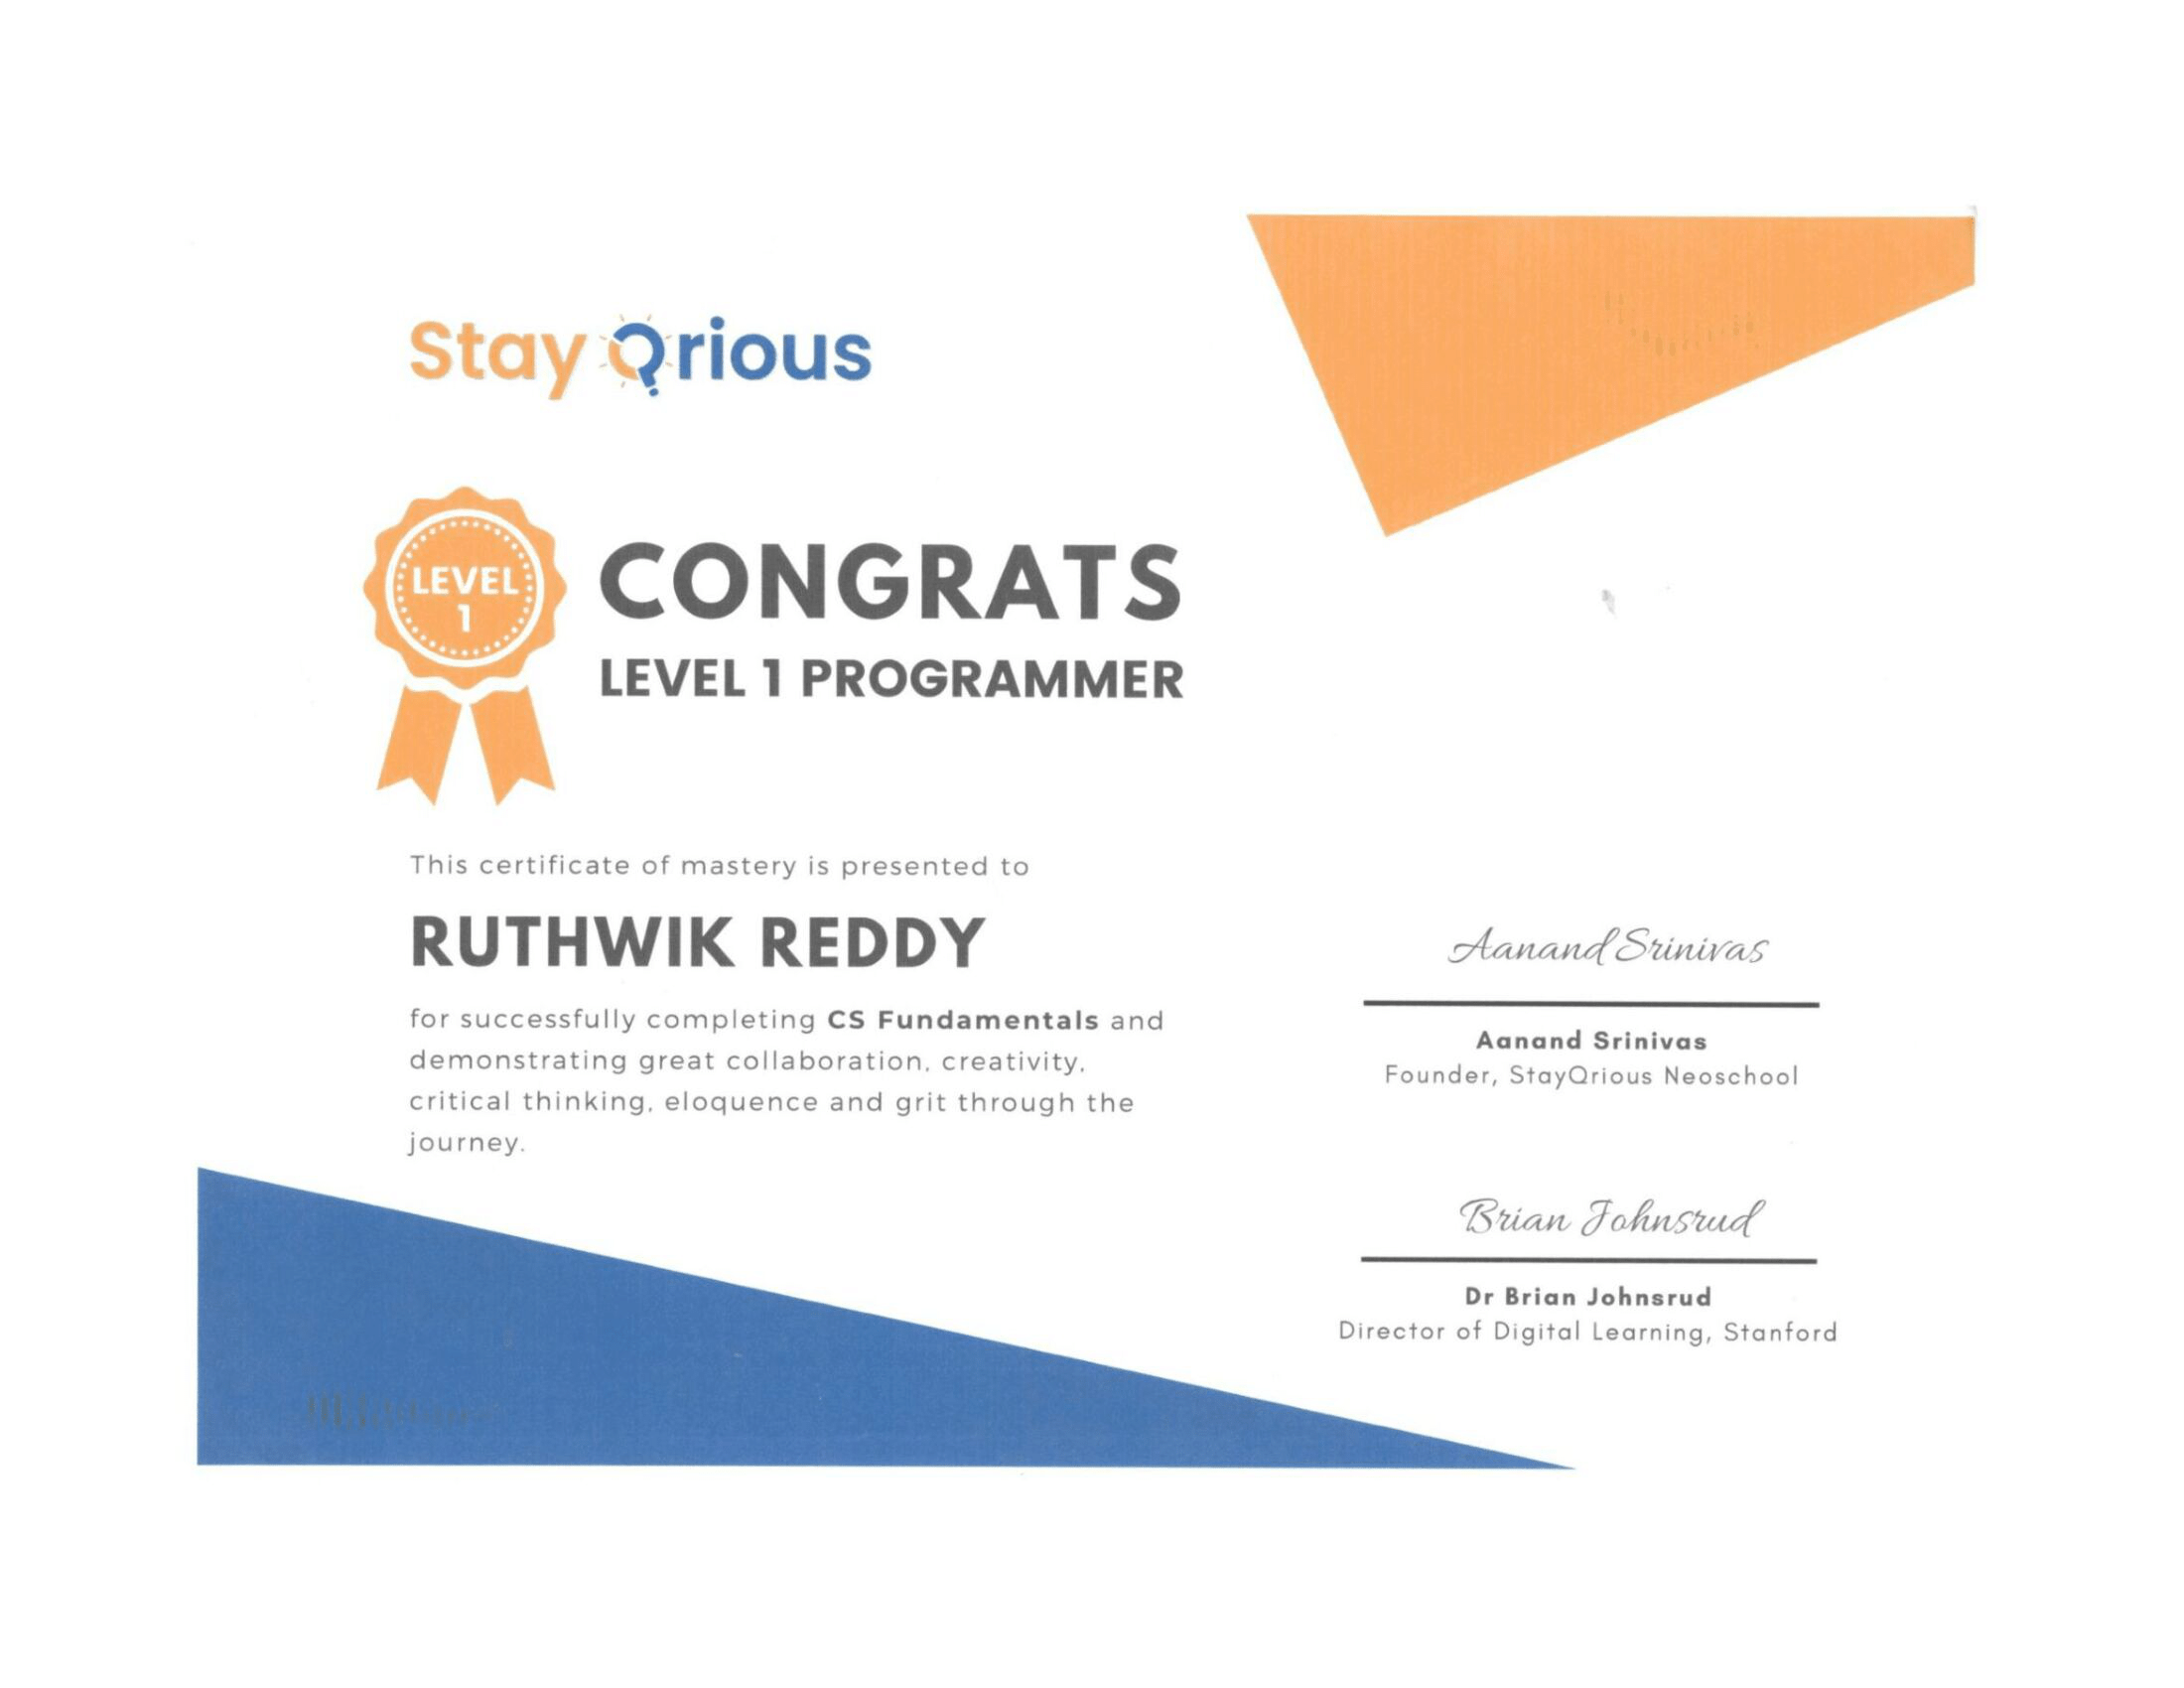 Stay Qrious
LEVEL
1
CONGRATS
LEVEL 1 PROGRAMMER
This certificate of mastery is presented to
RUTHWIK REDDY
for successfully completing CS Fundamentals and
demonstrating great collaboration, creativity,
critical thinking, eloquence and grit through the
journey.
Aanand Srinivas
Aanand Srinivas
Founder, StayQrious Neoschool
Brian Johnsrud
Dr Brian Johnsrud
Director of Digital Learning, Stanford